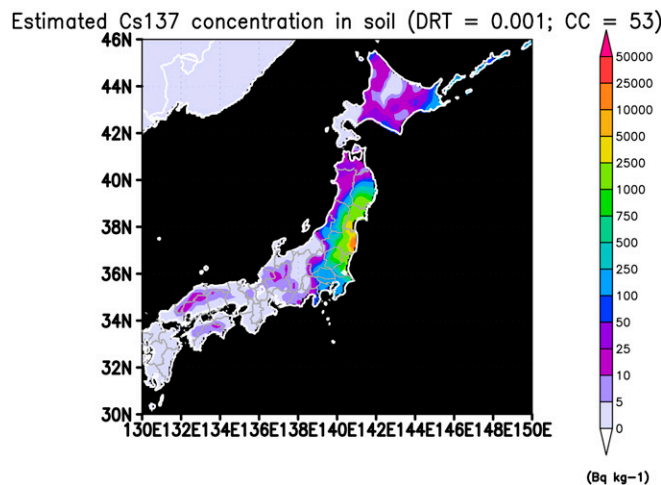 Estimated Cs137 concentration in soil (DRT = 0.001; CC = 53)
46N
44N
42N
40N
38N
36N
34N
32N
30N
130E132E134E136E138E140E142E144E146E148E150E
50000
25000
10000
5000
2500
1000
750
500
250
100
50
25
10
5
0
(Bq kg-1)